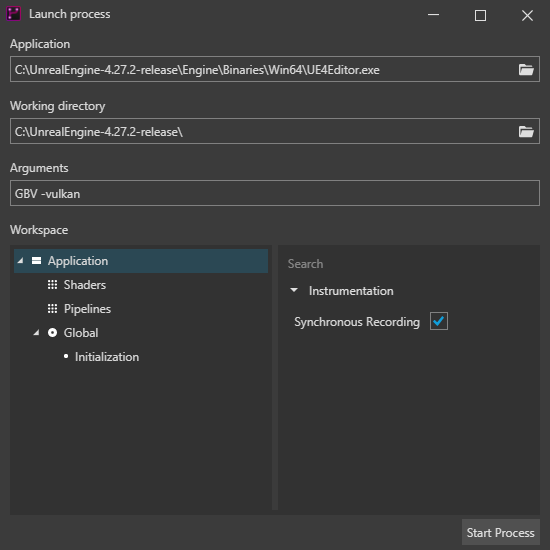 Launch process
Application
C:\UnrealEngine-4.27.2-release\Engine\Binaries\Win64\UE4Editor.exe
Working directory
C:\UnrealEngine-4.27.2-release\
Arguments
GBV -vulkan
Workspace
Application
Shaders
Pipelines
Global
Initialization
Search
Instrumentation
Synchronous Recording
Start Process